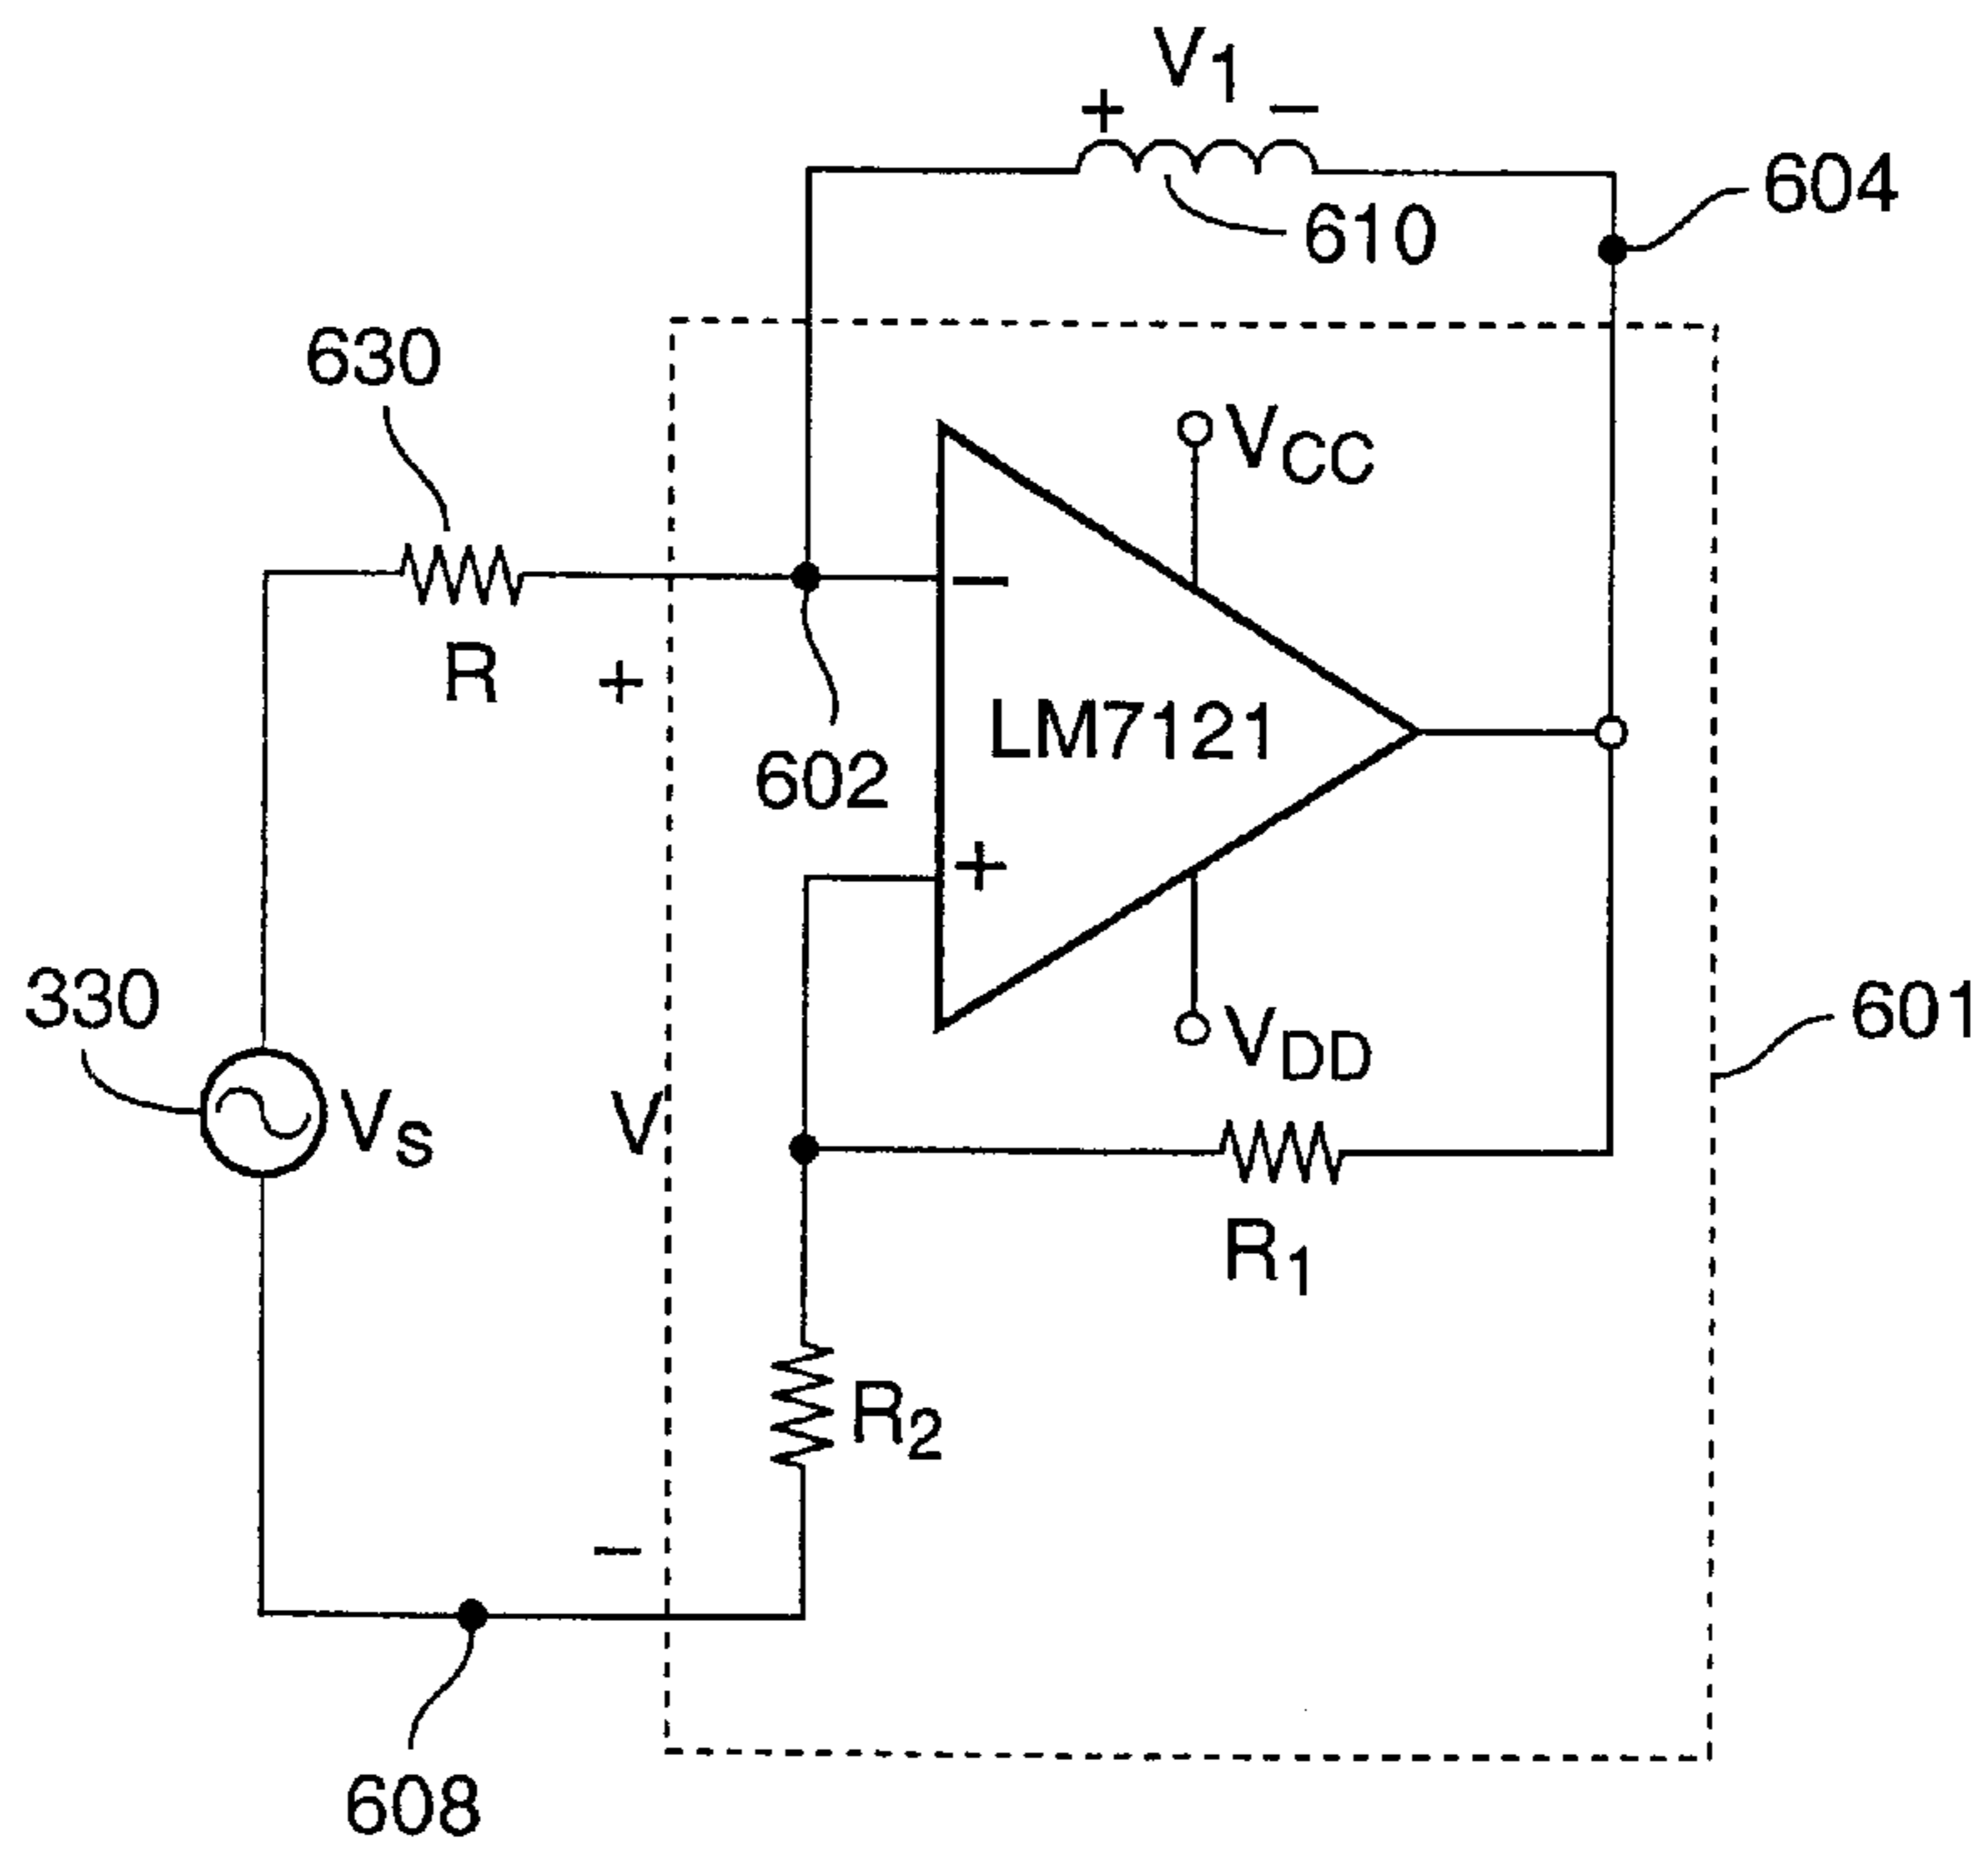 V1
+ −
604
610
630
VCC
−
R
+
LM7121
602
+
330
VS
V
VDD
601
R1
R2
−
608